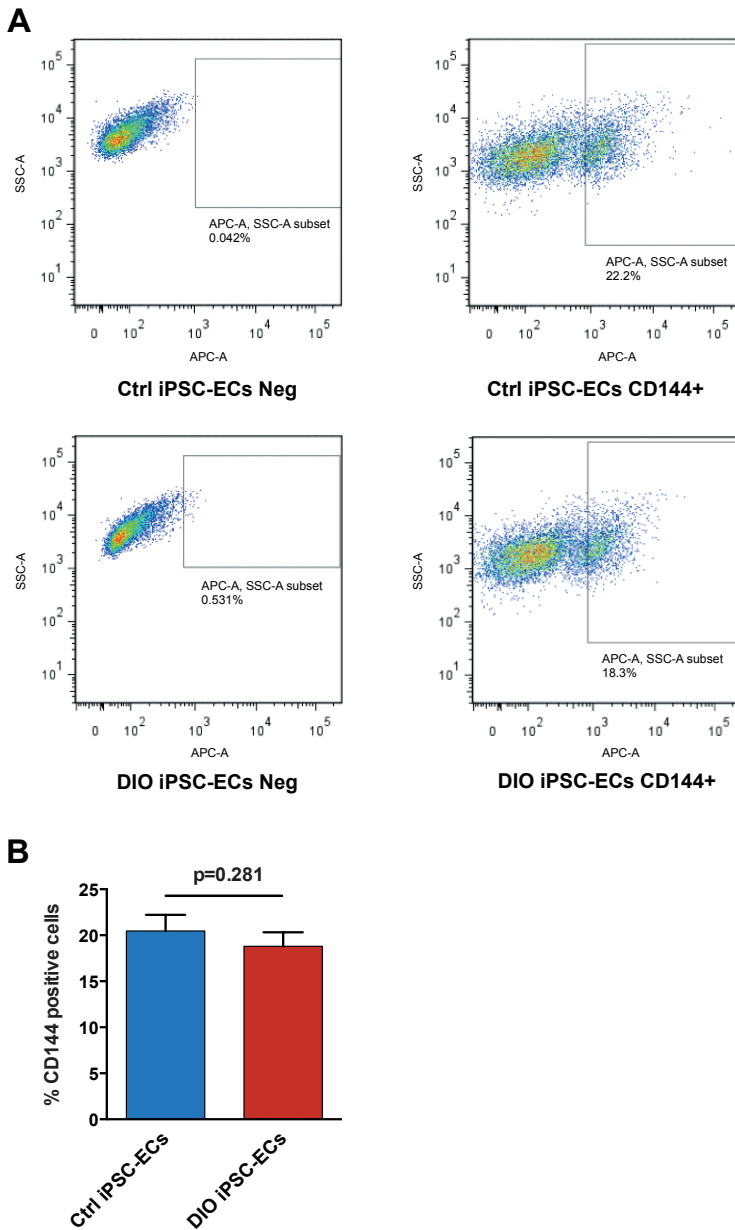 A
10^5
10^4
10^3
10^2
10^1
SSC-A
APC-A, SSC-A subset
0.042%
0 10^2 10^3 10^4 10^5
APC-A
Ctrl iPSC-ECs Neg
10^5
10^4
10^3
10^2
10^1
SSC-A
APC-A, SSC-A subset
22.2%
0 10^2 10^3 10^4 10^5
APC-A
Ctrl iPSC-ECs CD144+
10^5
10^4
10^3
10^2
10^1
SSC-A
APC-A, SSC-A subset
0.531%
0 10^2 10^3 10^4 10^5
APC-A
DIO iPSC-ECs Neg
10^5
10^4
10^3
10^2
10^1
SSC-A
APC-A, SSC-A subset
18.3%
0 10^2 10^3 10^4 10^5
APC-A
DIO iPSC-ECs CD144+
B
p=0.281
25
20
15
10
5
0
% CD144 positive cells
Ctrl iPSC-ECs
DIO iPSC-ECs